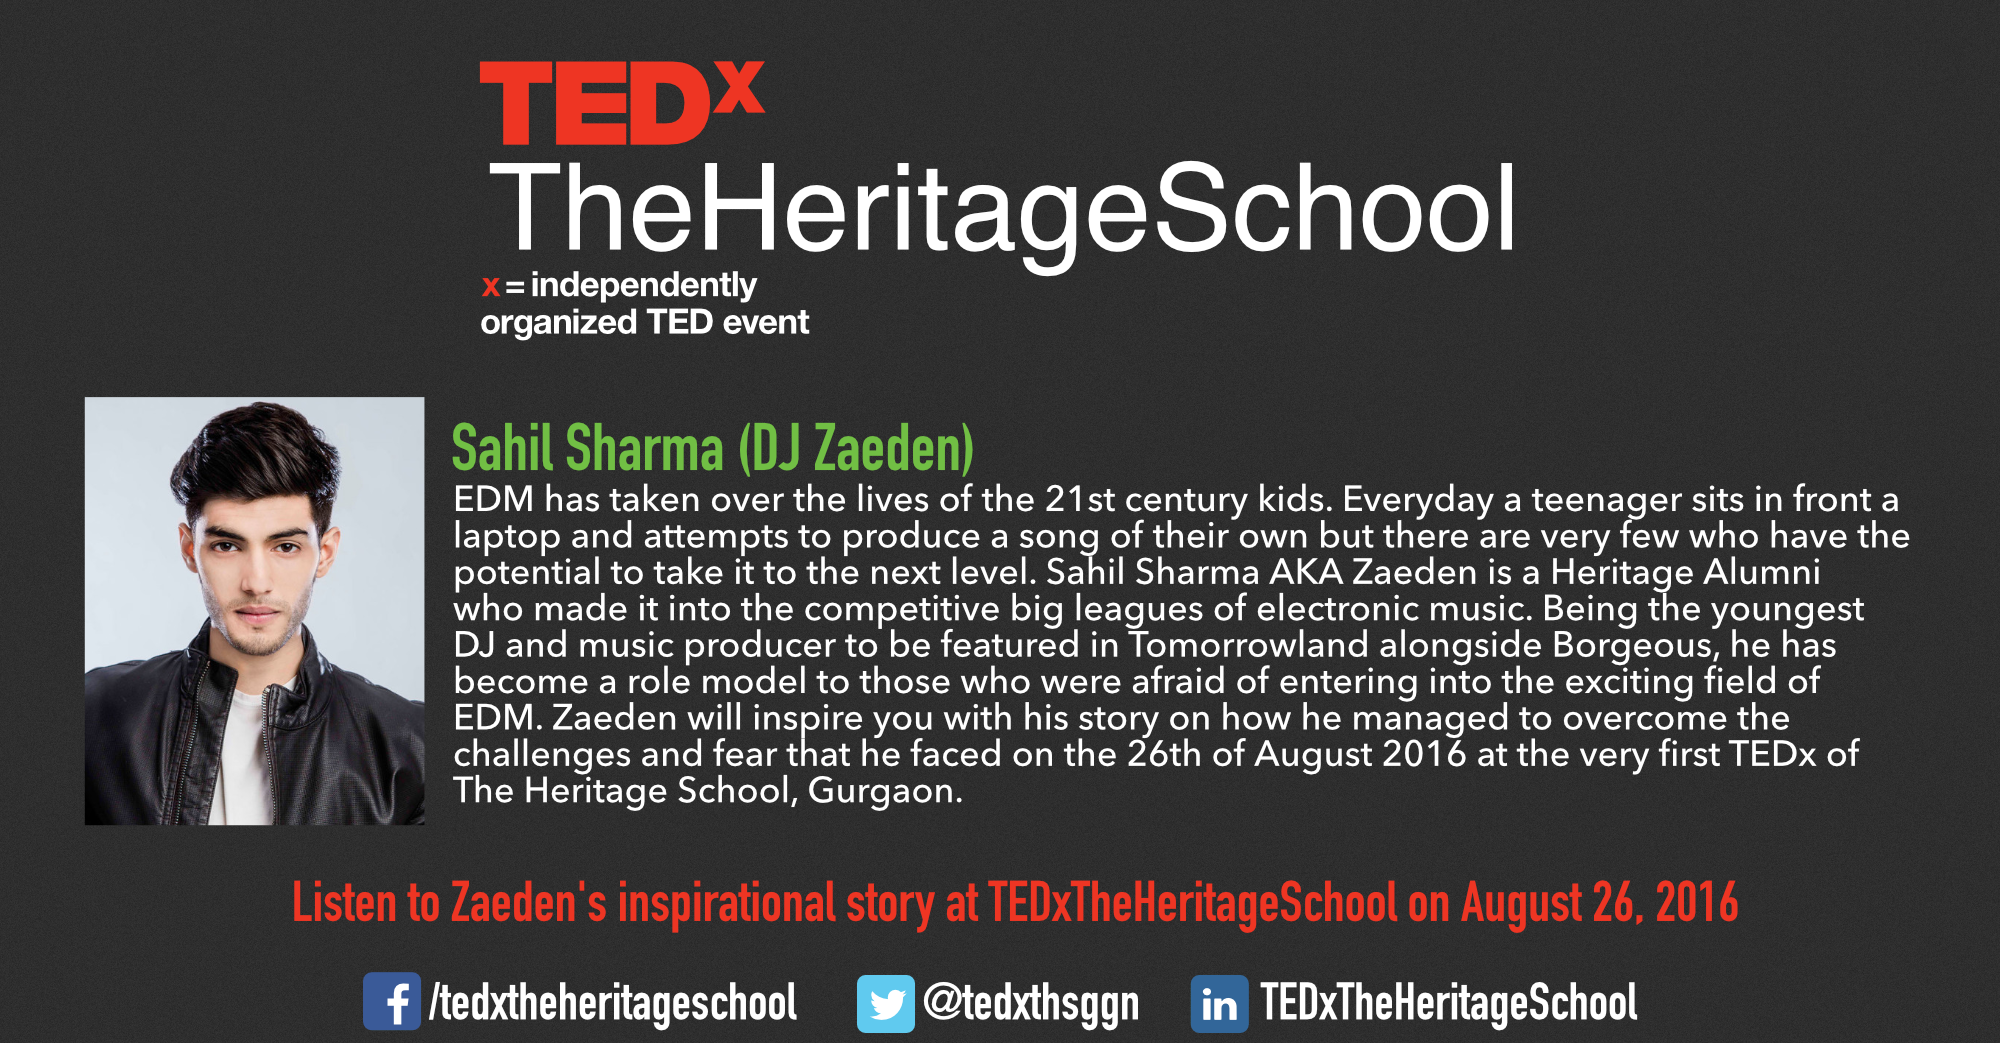 TEDx
TheHeritageSchool
x = independently
organized TED event
Sahil Sharma (DJ Zaeden)
EDM has taken over the lives of the 21st century kids. Everyday a teenager sits in front a
laptop and attempts to produce a song of their own but there are very few who have the
potential to take it to the next level. Sahil Sharma AKA Zaeden is a Heritage Alumni
who made it into the competitive big leagues of electronic music. Being the youngest
DJ and music producer to be featured in Tomorrowland alongside Borgeous, he has
become a role model to those who were afraid of entering into the exciting field of
EDM. Zaeden will inspire you with his story on how he managed to overcome the
challenges and fear that he faced on the 26th of August 2016 at the very first TEDx of
The Heritage School, Gurgaon.
Listen to Zaeden's inspirational story at TEDxTheHeritageSchool on August 26, 2016
f /tedxtheheritageschool @tedxthsggn in TEDxTheHeritageSchool